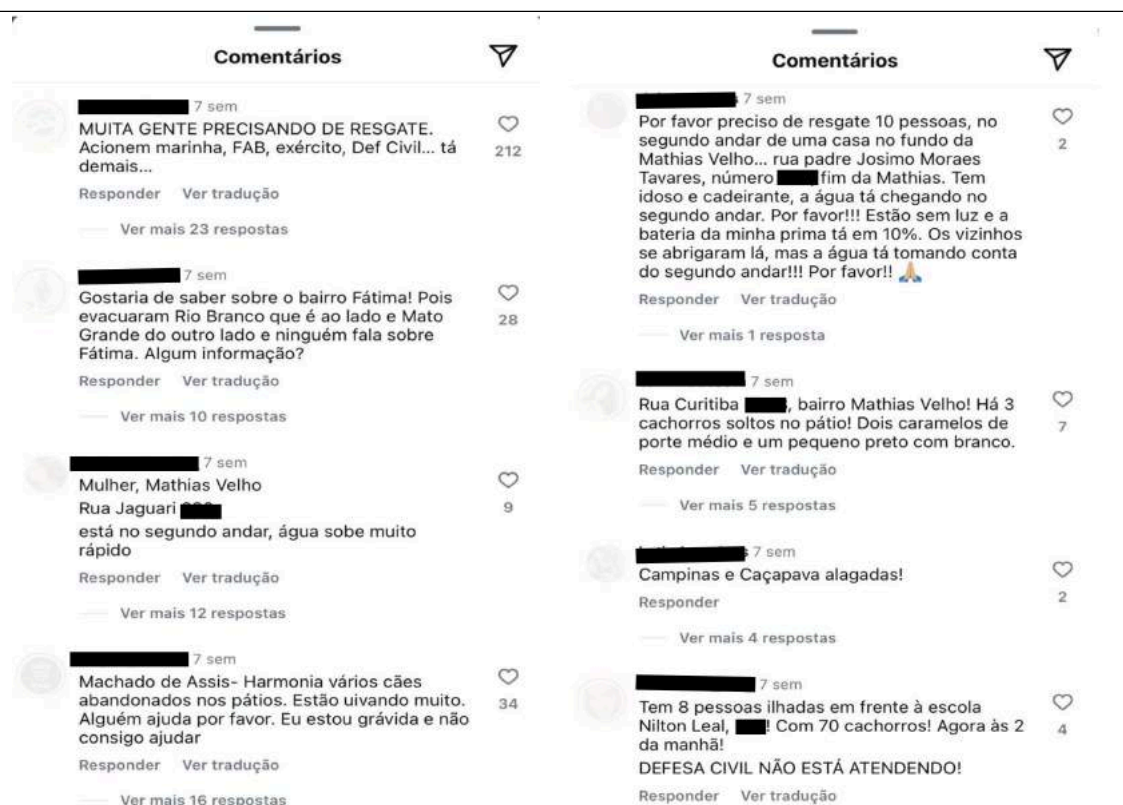 Comentários
7 sem
MUITA GENTE PRECISANDO DE RESGATE.
Acionem marinha, FAB, exército, Def Civil... tá
demais...
212
Responder Ver tradução
Ver mais 23 respostas
7 sem
Gostaria de saber sobre o bairro Fátima! Pois
evacuaram Rio Branco que é ao lado e Mato
Grande do outro lado e ninguém fala sobre
Fátima. Algum informação?
28
Responder Ver tradução
Ver mais 10 respostas
7 sem
Mulher, Mathias Velho
Rua Jaguari
9
está no segundo andar, água sobe muito
rápido
Responder Ver tradução
Ver mais 12 respostas
7 sem
Machado de Assis- Harmonia vários cães
abandonados nos pátios. Estão uivando muito.
Alguém ajuda por favor. Eu estou grávida e não
consigo ajudar
34
Responder Ver tradução
Ver mais 16 respostas
Comentários
7 sem
Por favor preciso de resgate 10 pessoas, no
segundo andar de uma casa no fundo da
Mathias Velho... rua padre Josimo Moraes
Tavares, número fim da Mathias. Tem
idoso e cadeirante, a água tá chegando no
segundo andar. Por favor!!! Estão sem luz e a
bateria da minha prima tá em 10%. Os vizinhos
se abrigaram lá, mas a água tá tomando conta
do segundo andar!!! Por favor!! 🙏🏼
2
Responder Ver tradução
Ver mais 1 resposta
7 sem
Rua Curitiba , bairro Mathias Velho! Há 3
cachorros soltos no pátio! Dois caramelos de
porte médio e um pequeno preto com branco.
7
Responder Ver tradução
Ver mais 5 respostas
7 sem
Campinas e Caçapava alagadas!
2
Responder
Ver mais 4 respostas
7 sem
Tem 8 pessoas ilhadas em frente à escola
Nilton Leal, ! Com 70 cachorros! Agora às 2
da manhã!
DEFESA CIVIL NÃO ESTÁ ATENDENDO!
4
Responder Ver tradução